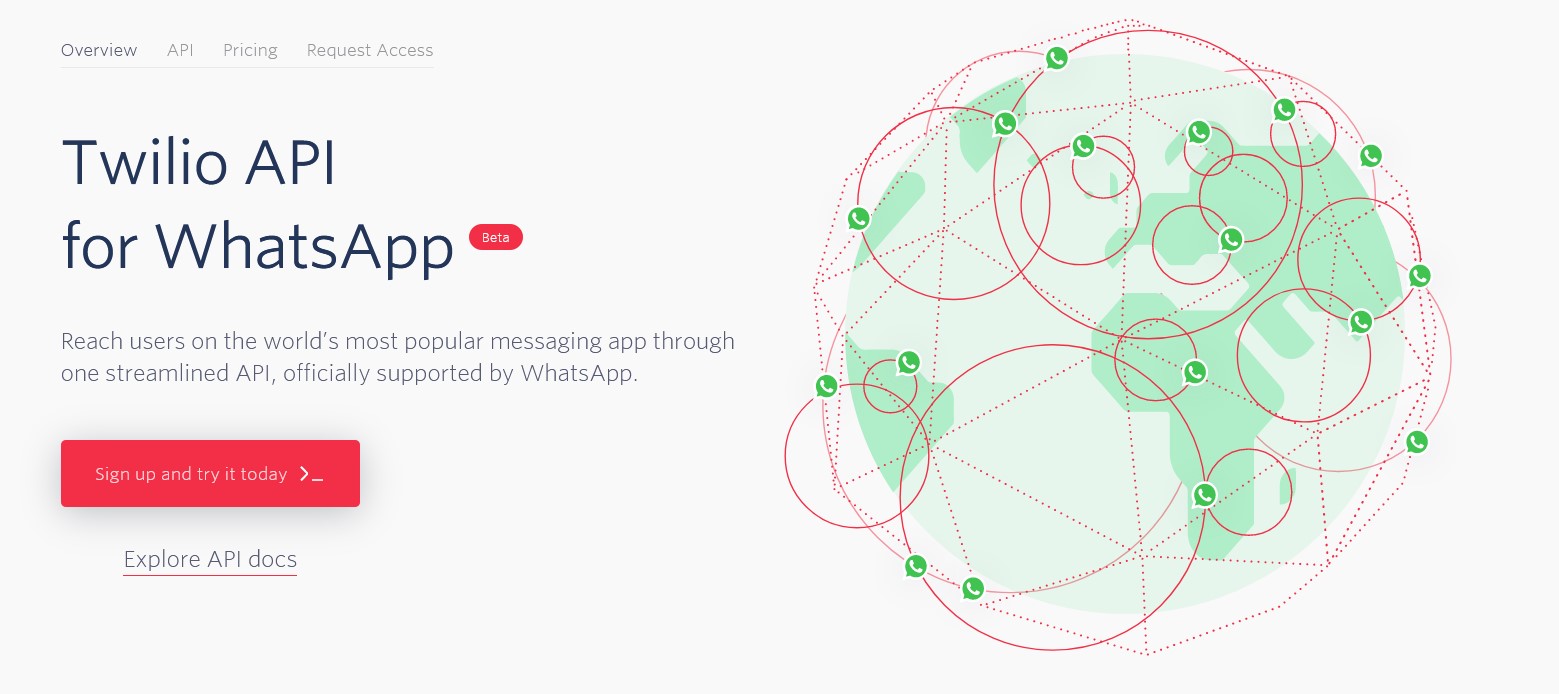 Overview API Pricing Request Access
Twilio API
for WhatsApp Beta
Reach users on the world’s most popular messaging app through
one streamlined API, officially supported by WhatsApp.
Sign up and try it today
Explore API docs